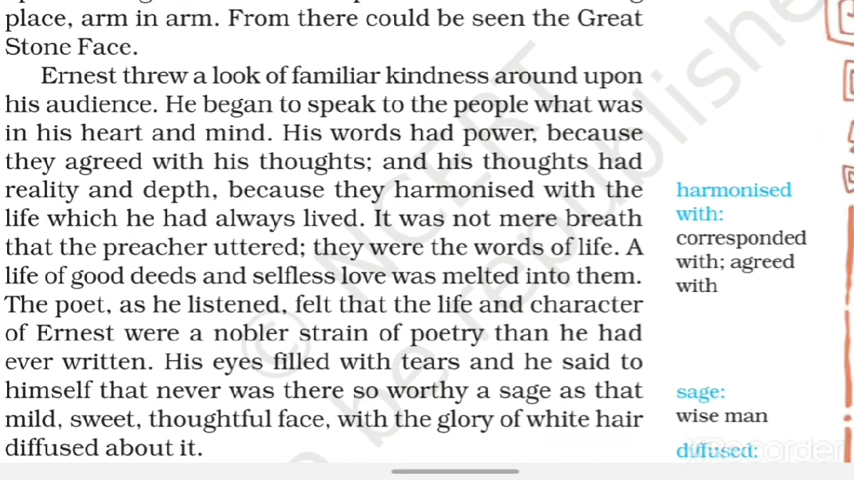 place, arm in arm. From there could be seen the Great
Stone Face.
Ernest threw a look of familiar kindness around upon
his audience. He began to speak to the people what was
in his heart and mind. His words had power, because
they agreed with his thoughts; and his thoughts had
reality and depth, because they harmonised with the
life which he had always lived. It was not mere breath
that the preacher uttered; they were the words of life. A
life of good deeds and selfless love was melted into them.
The poet, as he listened, felt that the life and character
of Ernest were a nobler strain of poetry than he had
ever written. His eyes filled with tears and he said to
himself that never was there so worthy a sage as that
mild, sweet, thoughtful face, with the glory of white hair
diffused about it.
harmonised
with:
corresponded
with; agreed
with
sage:
wise man
diffused:
© NCERT
be republishe